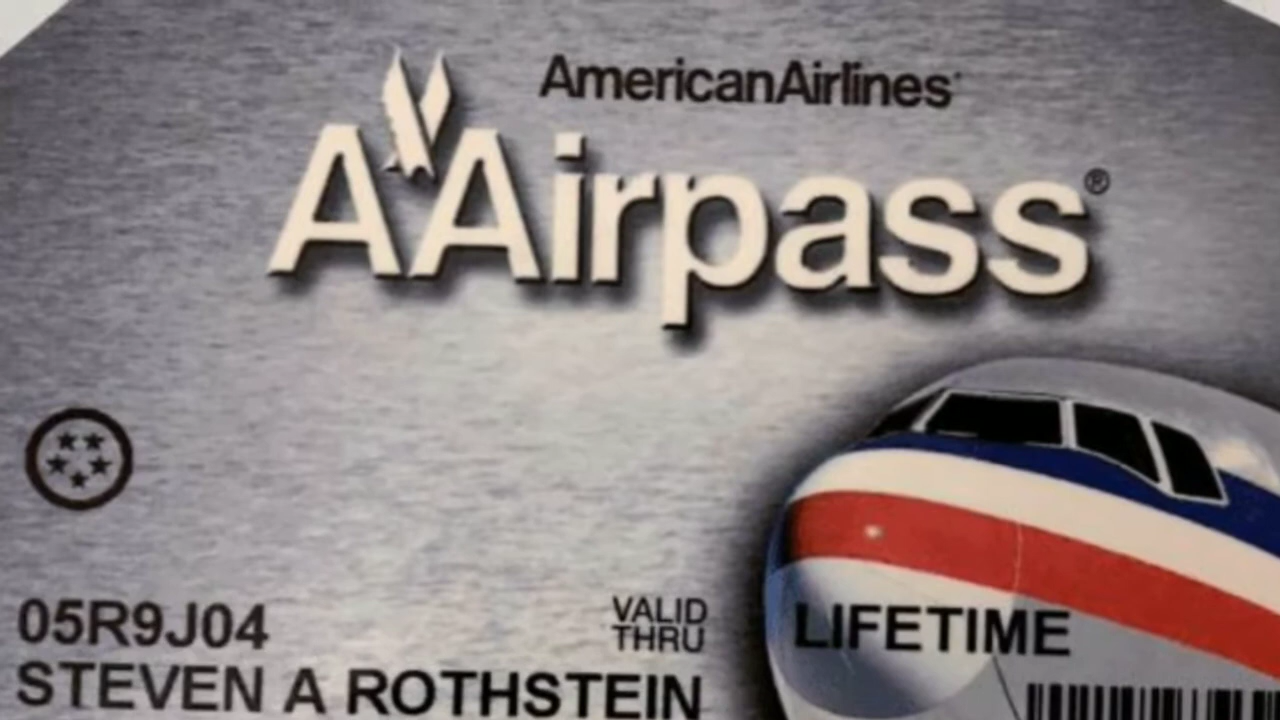 AmericanAirlines®
AAirpass®
05R9J04
VALID
THRU
LIFETIME
STEVEN A ROTHSTEIN